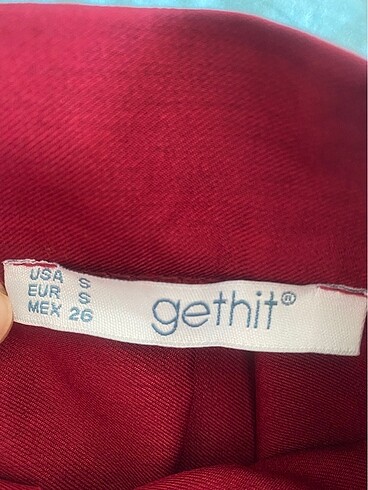 USA S
EUR S
MEX 26
gethit®